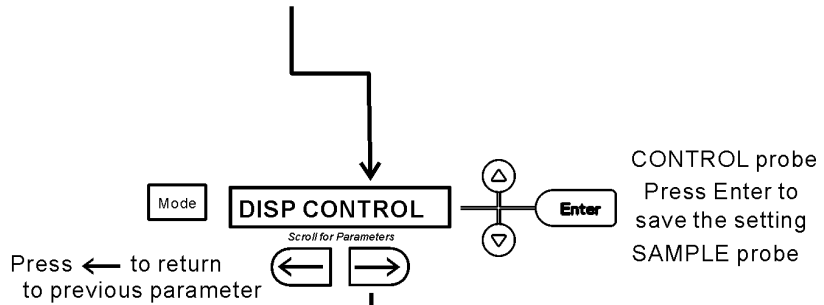 CONTROL probe
Mode
DISP CONTROL
Enter
Press Enter to
save the setting
SAMPLE probe
Scroll for Parameters
Press ← to return
to previous parameter